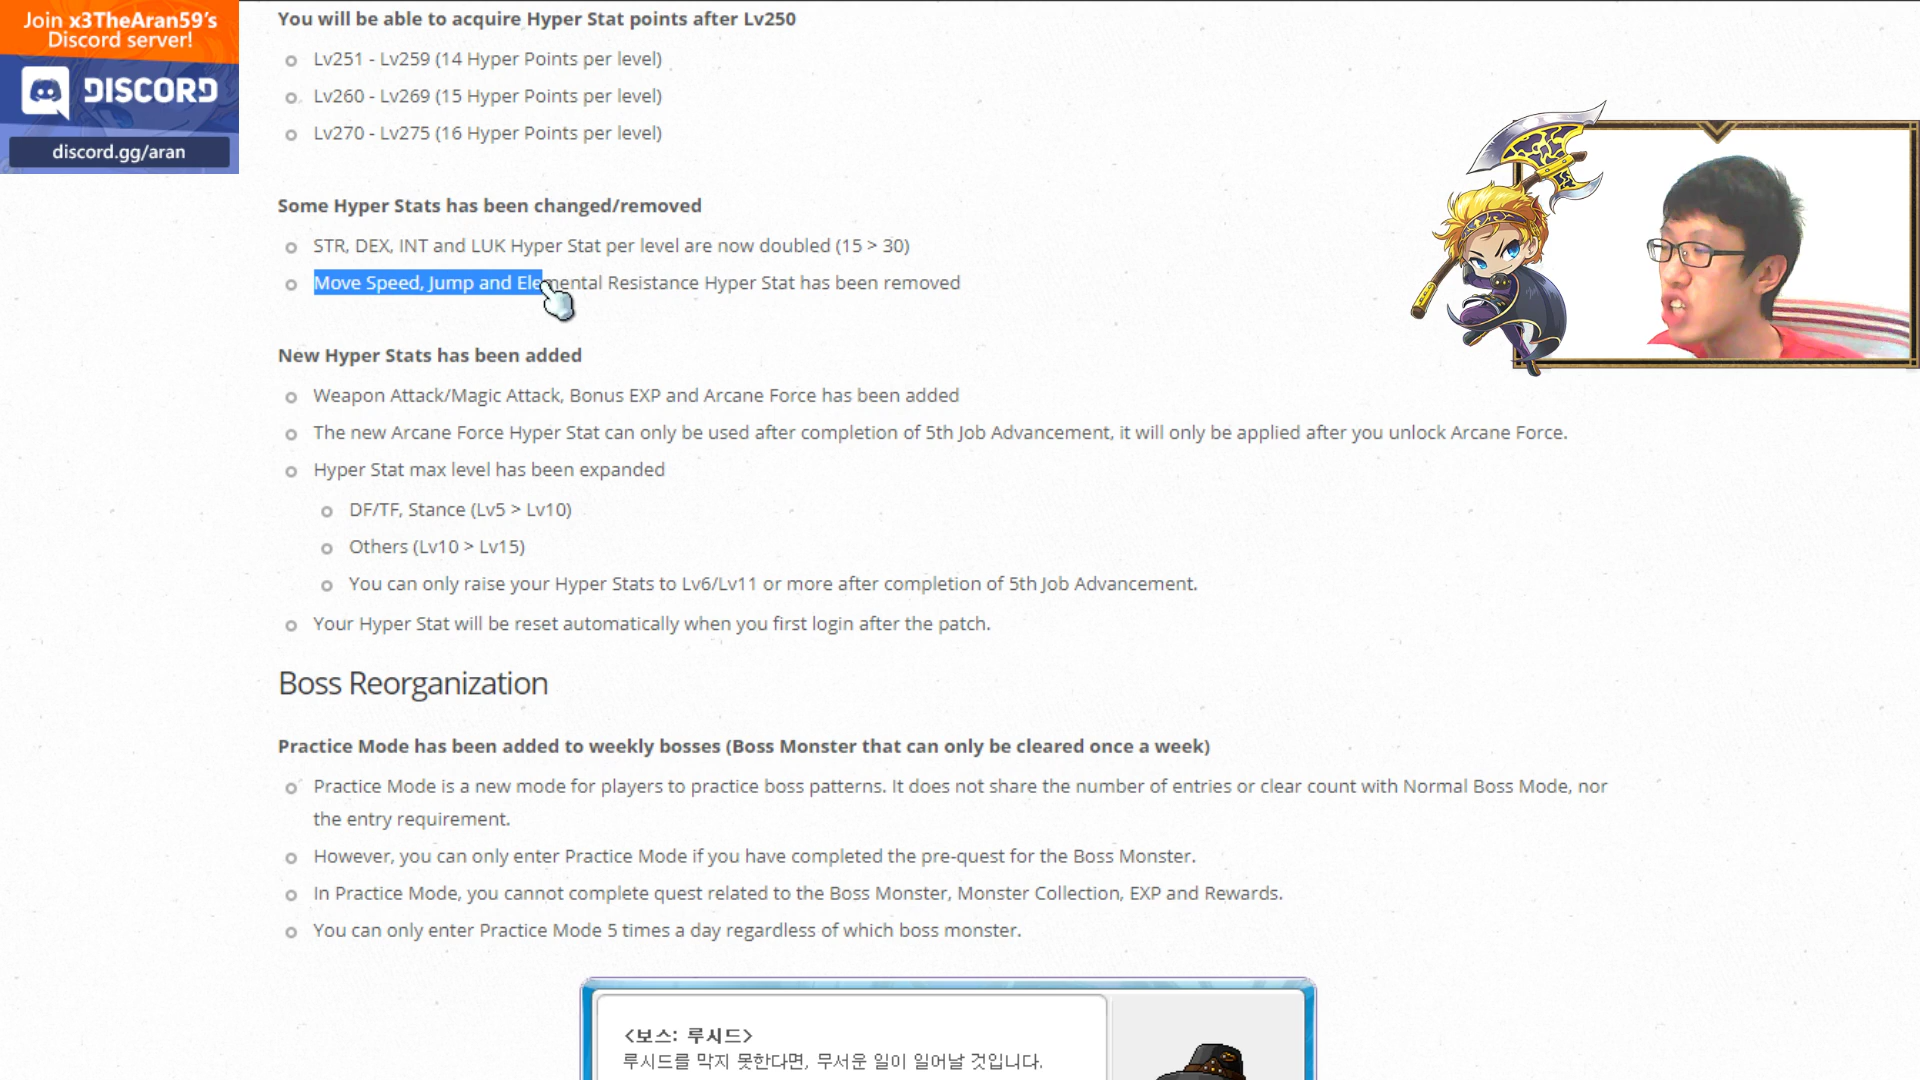 Join x3TheAran59's
Discord server!
DISCORD
discord.gg/aran
You will be able to acquire Hyper Stat points after Lv250
Lv251 - Lv259 (14 Hyper Points per level)
Lv260 - Lv269 (15 Hyper Points per level)
Lv270 - Lv275 (16 Hyper Points per level)
Some Hyper Stats has been changed/removed
STR, DEX, INT and LUK Hyper Stat per level are now doubled (15 > 30)
Move Speed, Jump and Elemental Resistance Hyper Stat has been removed
New Hyper Stats has been added
Weapon Attack/Magic Attack, Bonus EXP and Arcane Force has been added
The new Arcane Force Hyper Stat can only be used after completion of 5th Job Advancement, it will only be applied after you unlock Arcane Force.
Hyper Stat max level has been expanded
DF/TF, Stance (Lv5 > Lv10)
Others (Lv10 > Lv15)
You can only raise your Hyper Stats to Lv6/Lv11 or more after completion of 5th Job Advancement.
Your Hyper Stat will be reset automatically when you first login after the patch.
Boss Reorganization
Practice Mode has been added to weekly bosses (Boss Monster that can only be cleared once a week)
Practice Mode is a new mode for players to practice boss patterns. It does not share the number of entries or clear count with Normal Boss Mode, nor
the entry requirement.
However, you can only enter Practice Mode if you have completed the pre-quest for the Boss Monster.
In Practice Mode, you cannot complete quest related to the Boss Monster, Monster Collection, EXP and Rewards.
You can only enter Practice Mode 5 times a day regardless of which boss monster.
<보스: 루시드>
루시드를 막지 못한다면, 무서운 일이 일어날 것입니다.